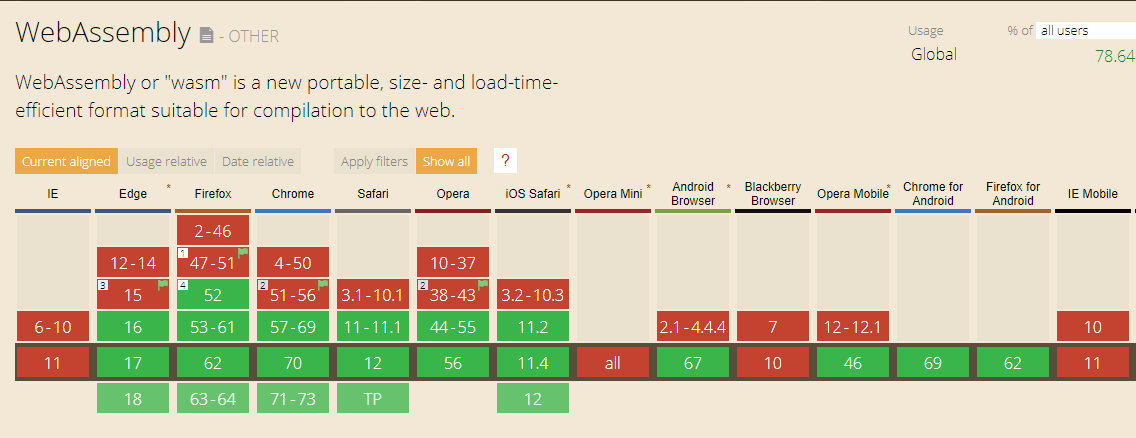 WebAssembly - OTHER
Usage % of all users
Global 78.64
WebAssembly or "wasm" is a new portable, size- and load-time-
efficient format suitable for compilation to the web.
Current aligned Usage relative Date relative Apply filters Show all ?
IE Edge * Firefox Chrome Safari Opera iOS Safari * Opera Mini * Android Browser * Blackberry Browser Opera Mobile * Chrome for Android Firefox for Android IE Mobile
2-46
12-14 1 47-51 4-50 10-37
3 15 4 52 2 51-56 3.1-10.1 2 38-43 3.2-10.3
6-10 16 53-61 57-69 11-11.1 44-55 11.2 2.1-4.4.4 7 12-12.1 10
11 17 62 70 12 56 11.4 all 67 10 46 69 62 11
18 63-64 71-73 TP 12